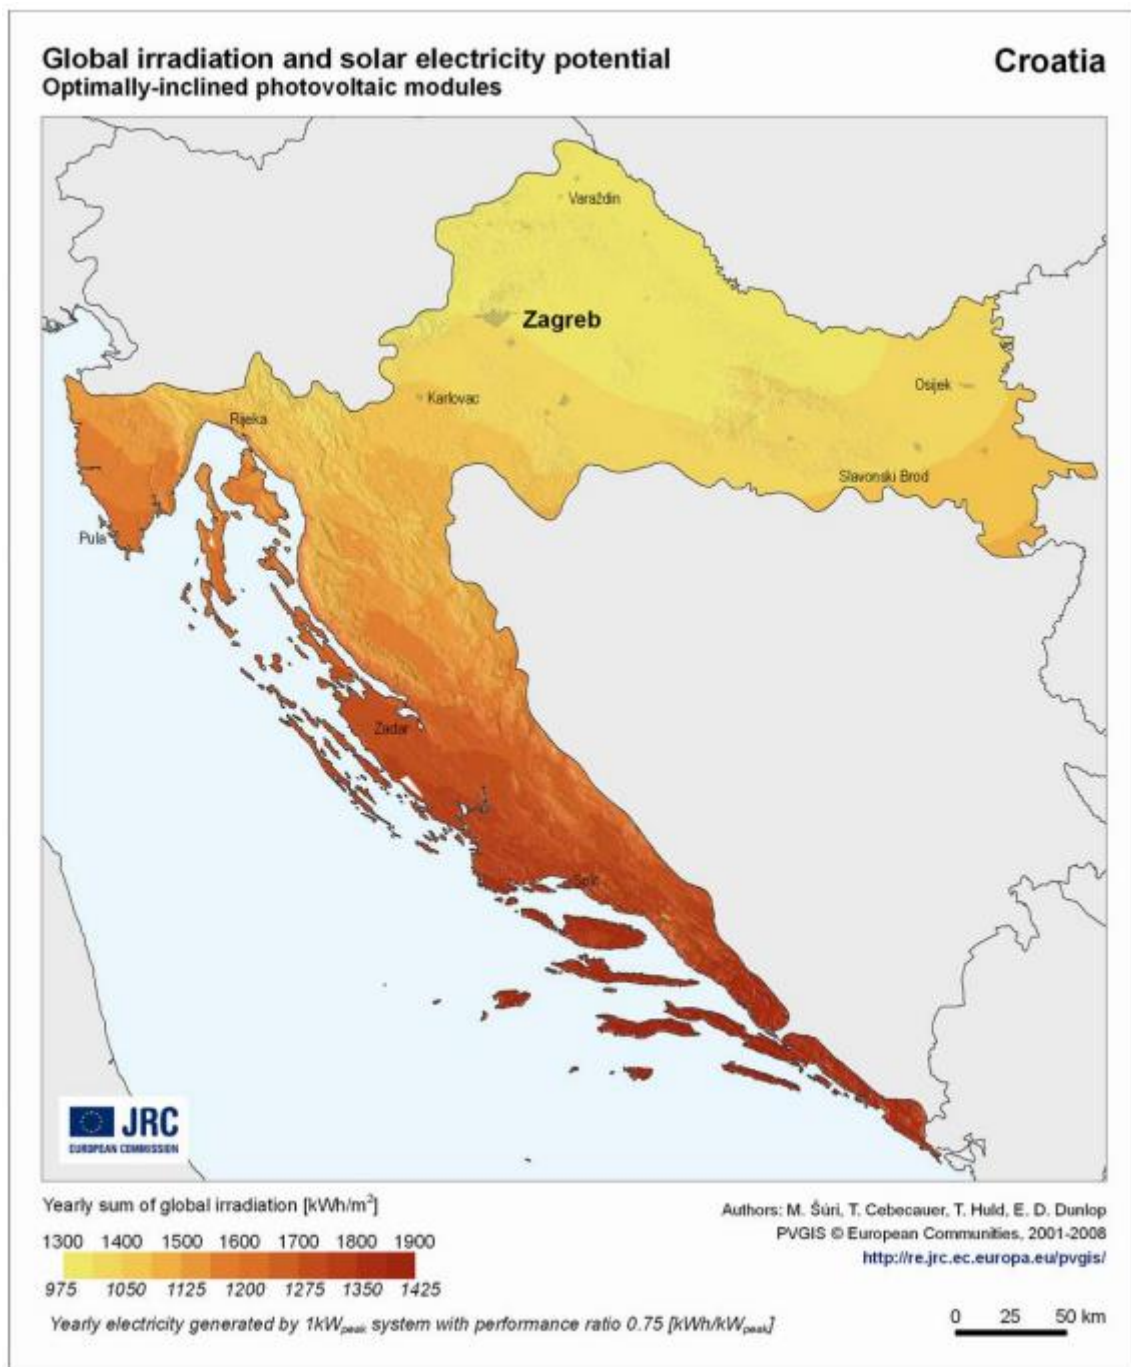 Global irradiation and solar electricity potential
Optimally-inclined photovoltaic modules
Croatia
Varaždin
Zagreb
Osijek
Karlovac
Rijeka
Slavonski Brod
Pula
Zadar
Split
JRC
EUROPEAN COMMISSION
Yearly sum of global irradiation [kWh/m²]
1300 1400 1500 1600 1700 1800 1900
975 1050 1125 1200 1275 1350 1425
Yearly electricity generated by 1kWpeak system with performance ratio 0.75 [kWh/kWpeak]
Authors: M. Šúri, T. Cebecauer, T. Huld, E. D. Dunlop
PVGIS © European Communities, 2001-2008
http://re.jrc.ec.europa.eu/pvgis/
0 25 50 km